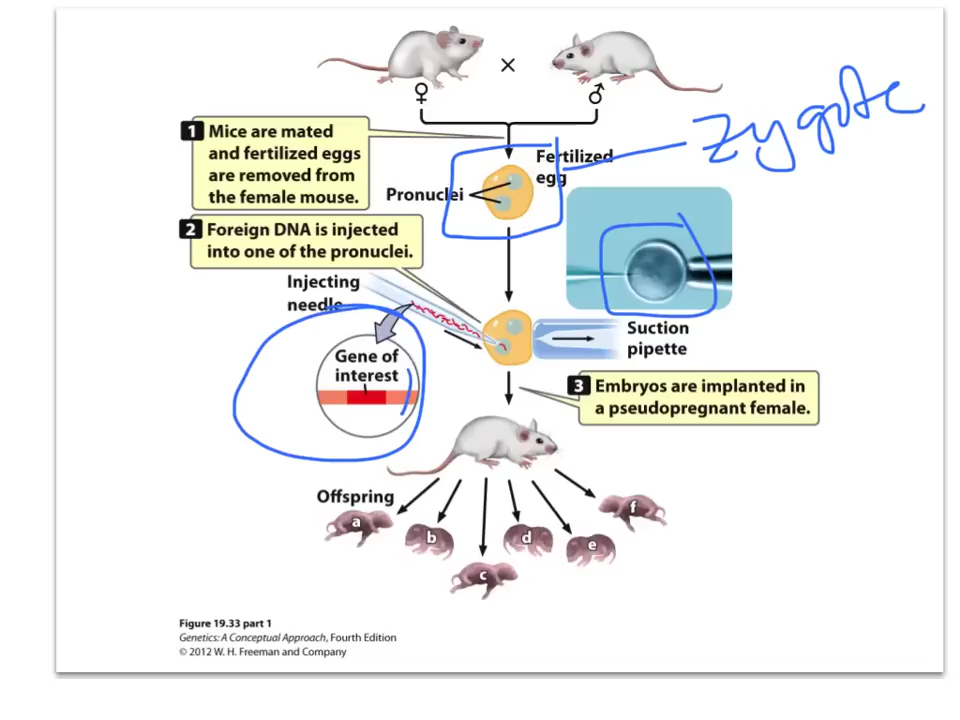 ×
♀
♂
zygote
1 Mice are mated
and fertilized eggs
are removed from
the female mouse.
Fertilized
egg
Pronuclei
2 Foreign DNA is injected
into one of the pronuclei.
Injecting
needle
Gene of
interest
Suction
pipette
3 Embryos are implanted in
a pseudopregnant female.
Offspring
a
b
c
d
e
f
Figure 19.33 part 1
Genetics: A Conceptual Approach, Fourth Edition
© 2012 W. H. Freeman and Company